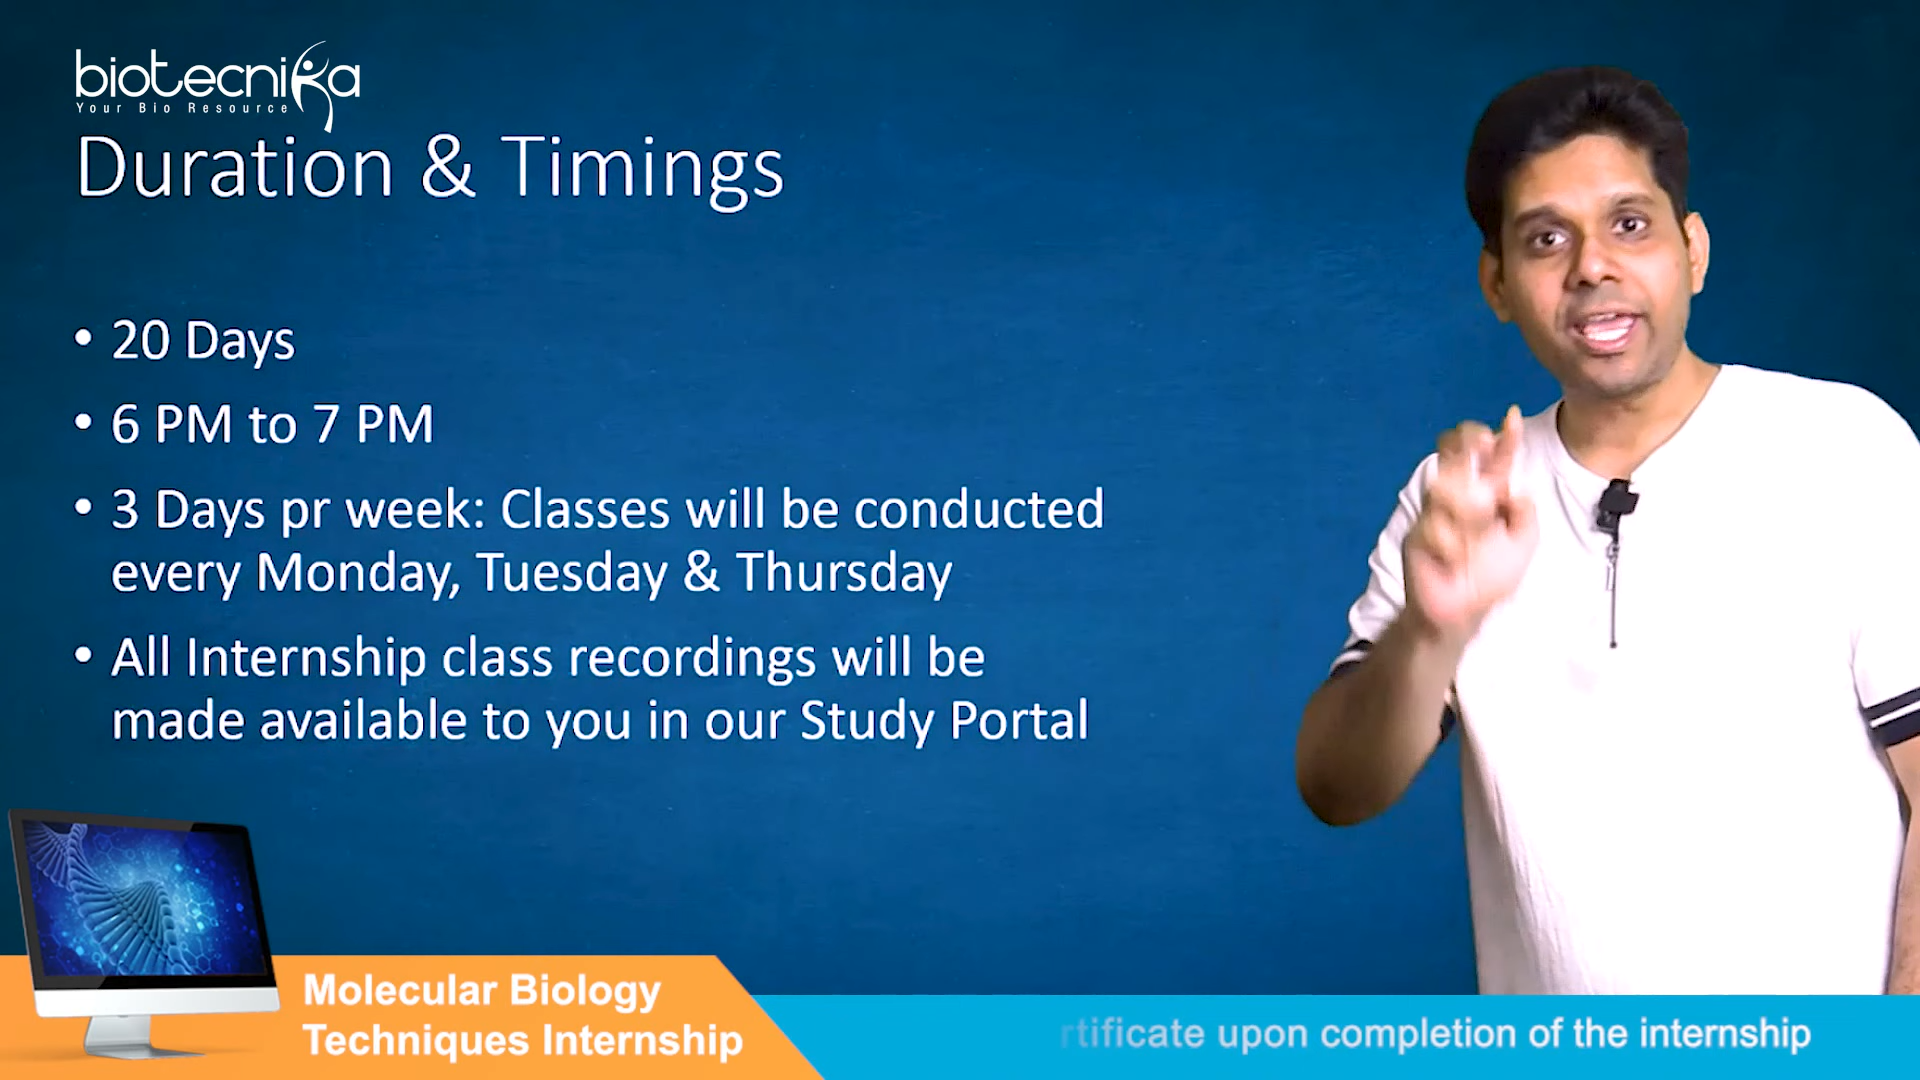 biotecnika
Your Bio Resource
Duration & Timings
• 20 Days
• 6 PM to 7 PM
• 3 Days pr week: Classes will be conducted
every Monday, Tuesday & Thursday
• All Internship class recordings will be
made available to you in our Study Portal
Molecular Biology
Techniques Internship
rtificate upon completion of the internship